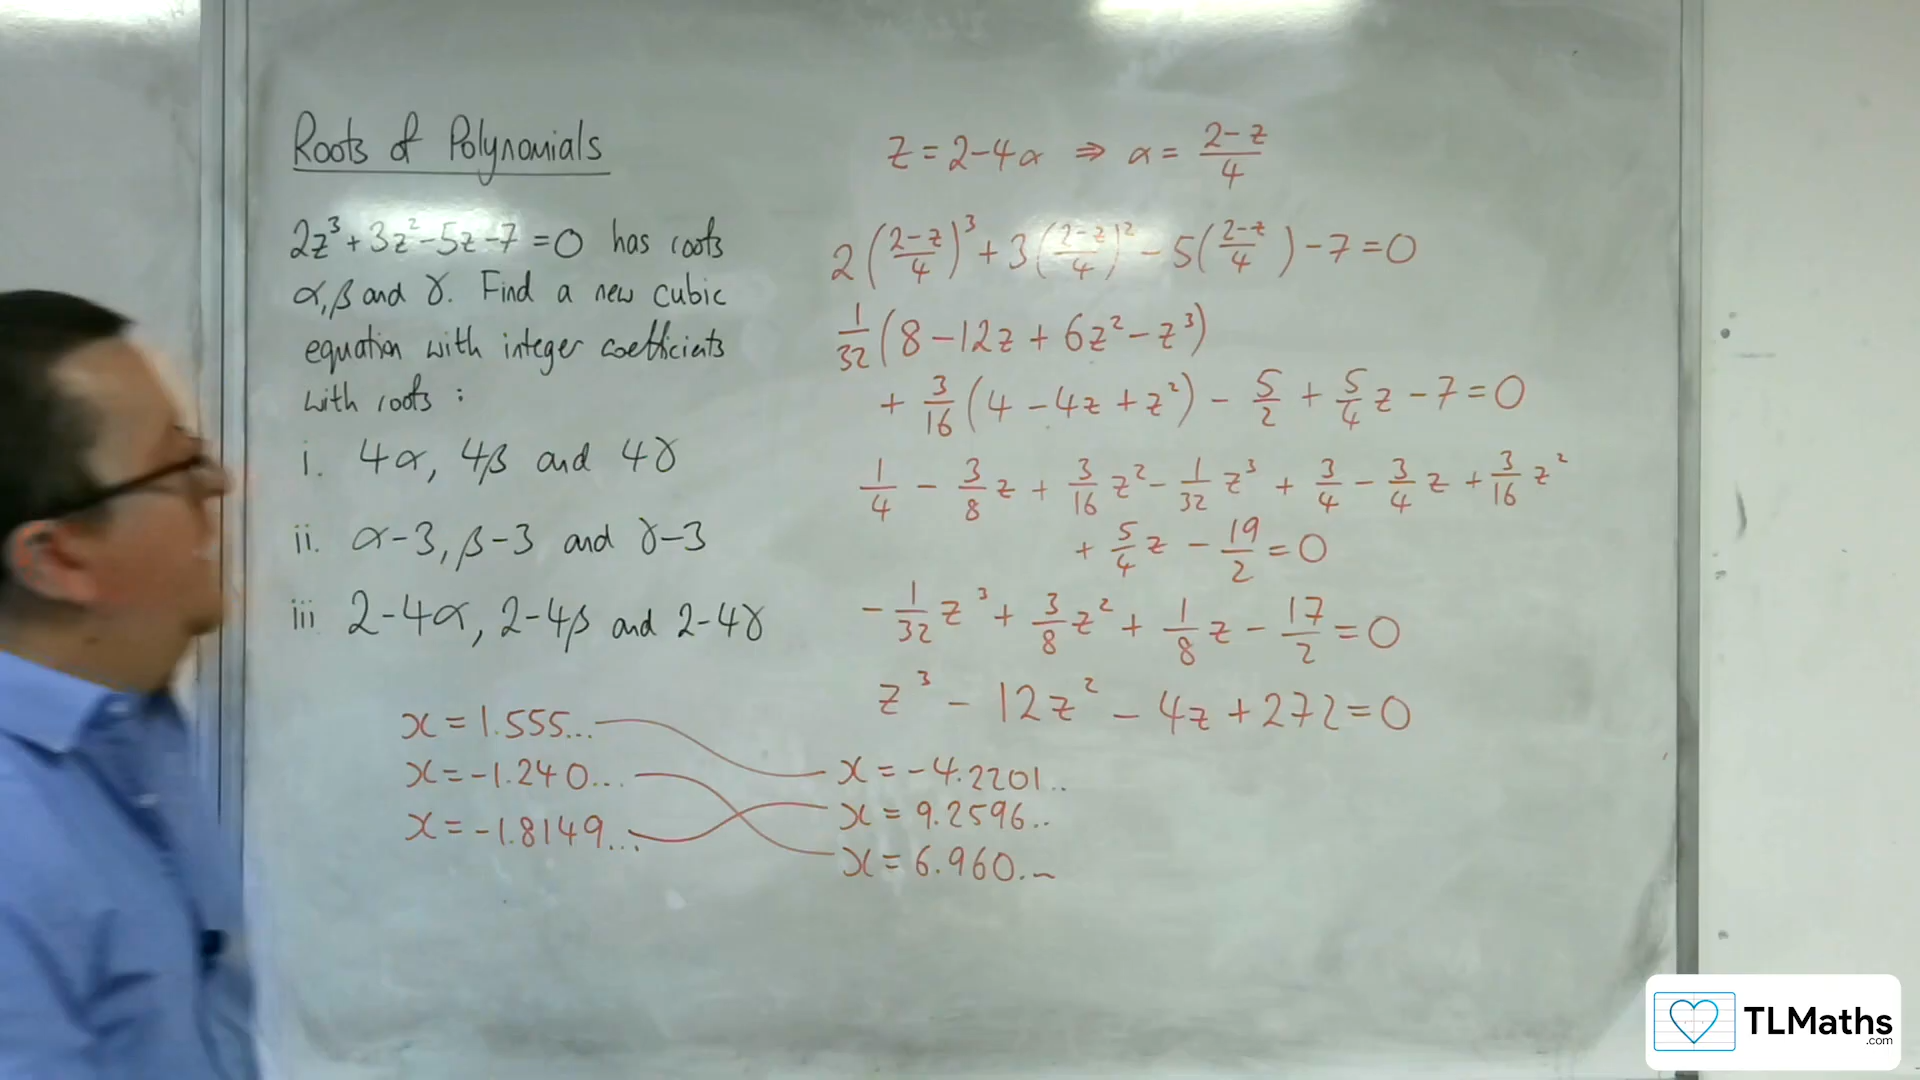 Roots of Polynomials
2z³ + 3z² - 5z - 7 = 0 has roots
α, β and γ. Find a new cubic
equation with integer coefficients
with roots :
i. 4α, 4β and 4γ
ii. α-3, β-3 and γ-3
iii 2-4α, 2-4β and 2-4γ
x = 1.555...
x = -1.240...
x = -1.8149...
z = 2-4α ⇒ α = (2-z)/4
2((2-z)/4)³ + 3((2-z)/4)² - 5((2-z)/4) - 7 = 0
1/32(8 - 12z + 6z² - z³)
+ 3/16(4 - 4z + z²) - 5/2 + 5/4 z - 7 = 0
1/4 - 3/8 z + 3/16 z² - 1/32 z³ + 3/4 - 3/4 z + 3/16 z²
+ 5/4 z - 19/2 = 0
- 1/32 z³ + 3/8 z² + 1/8 z - 17/2 = 0
z³ - 12z² - 4z + 272 = 0
x = -4.2201..
x = 9.2596..
x = 6.960..
TLMaths
.com